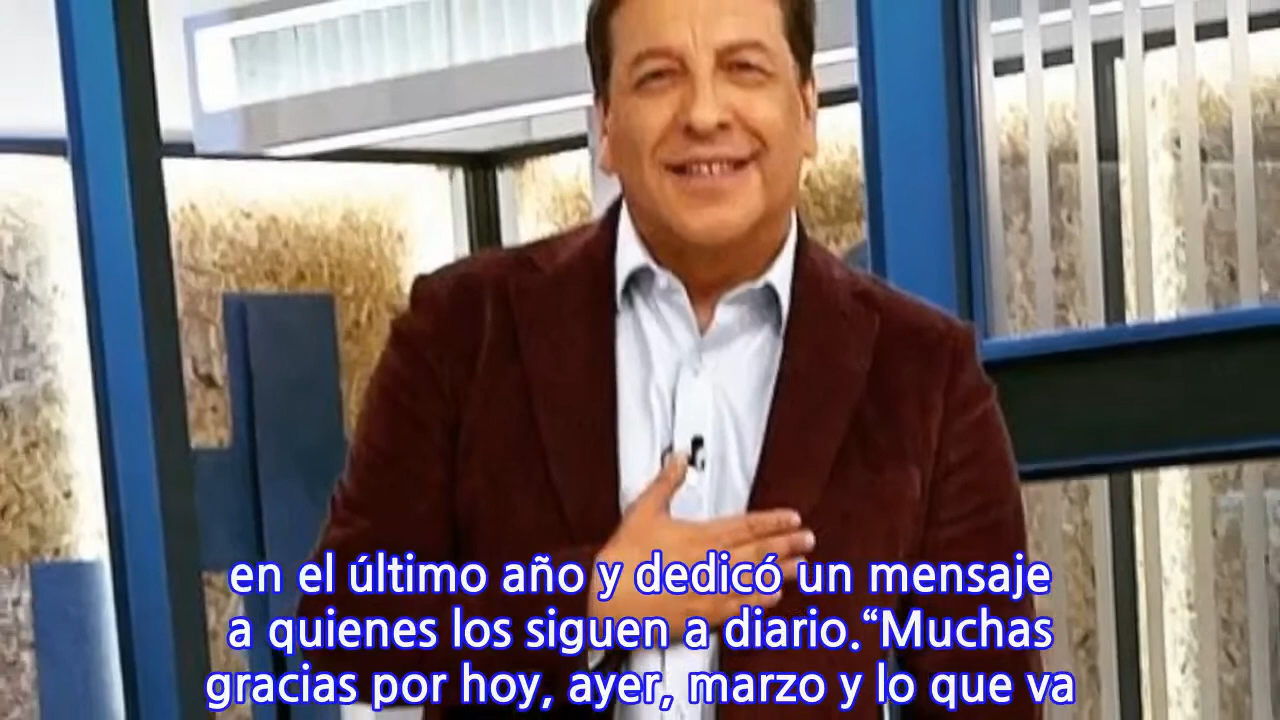 en el último año y dedicó un mensaje
a quienes los siguen a diario.“Muchas
gracias por hoy, ayer, marzo y lo que va